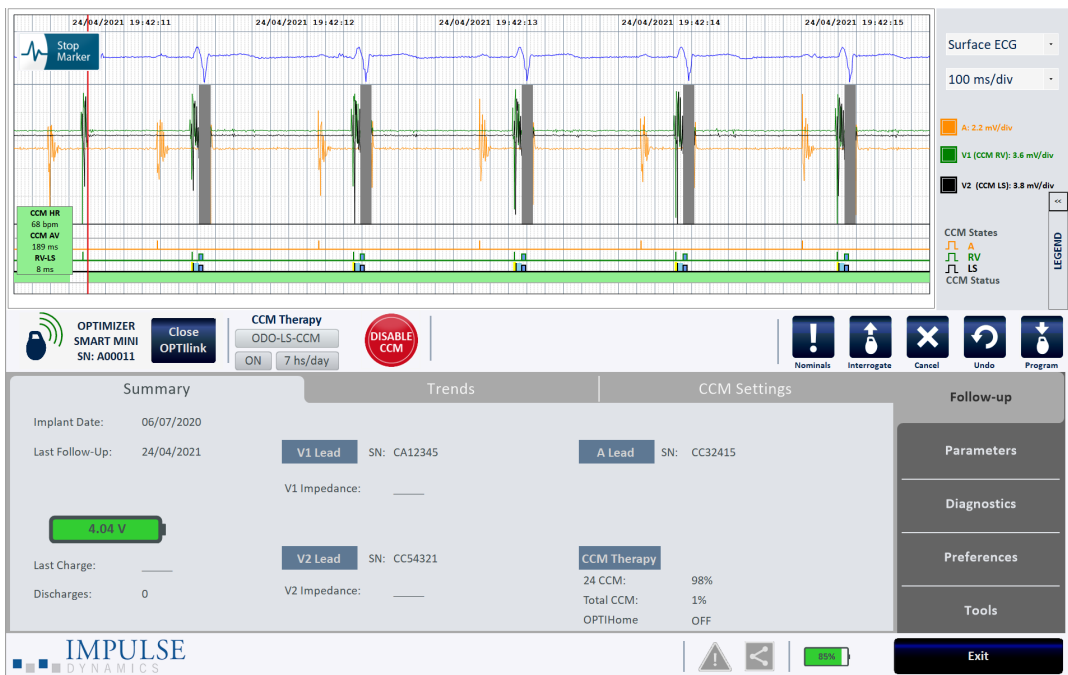 24/04/2021 19:42:11 24/04/2021 19:42:12 24/04/2021 19:42:13 24/04/2021 19:42:14 24/04/2021 19:42:15
Stop
Marker
CCM HR
68 bpm
CCM AV
189 ms
RV-LS
8 ms
Surface ECG
100 ms/div
A: 2.2 mV/div
V1 (CCM RV): 3.6 mV/div
V2 (CCM LS): 3.8 mV/div
<<
LEGEND
CCM States
A
RV
LS
CCM Status
OPTIMIZER
SMART MINI
SN: A00011
Close
OPTIlink
CCM Therapy
ODO-LS-CCM
ON 7 hs/day
DISABLE
CCM
Nominals Interrogate Cancel Undo Program
Summary Trends CCM Settings
Implant Date: 06/07/2020
Last Follow-Up: 24/04/2021
4.04 V
Last Charge:
Discharges: 0
V1 Lead SN: CA12345
V1 Impedance:
V2 Lead SN: CC54321
V2 Impedance:
A Lead SN: CC32415
CCM Therapy
24 CCM: 98%
Total CCM: 1%
OPTIHome OFF
Follow-up
Parameters
Diagnostics
Preferences
Tools
IMPULSE
DYNAMICS
85%
Exit